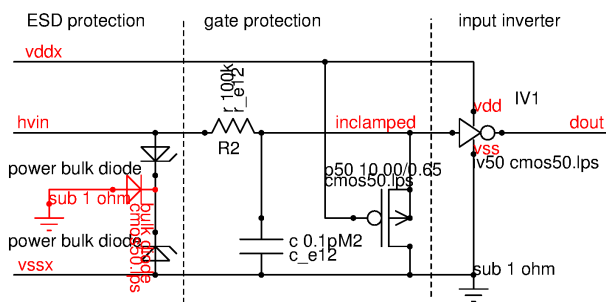 ESD protection
gate protection
input inverter
vddx
r 100k
r_e12
vdd
IV1
hvin
inclamped
dout
R2
vss
v50 cmos50.lps
power bulk diode
p50 10.00/0.65
cmos50.lps
sub 1 ohm
bulk diode
cmos50.lps
power bulk diode
c 0.1pM2
c_e12
vssx
sub 1 ohm